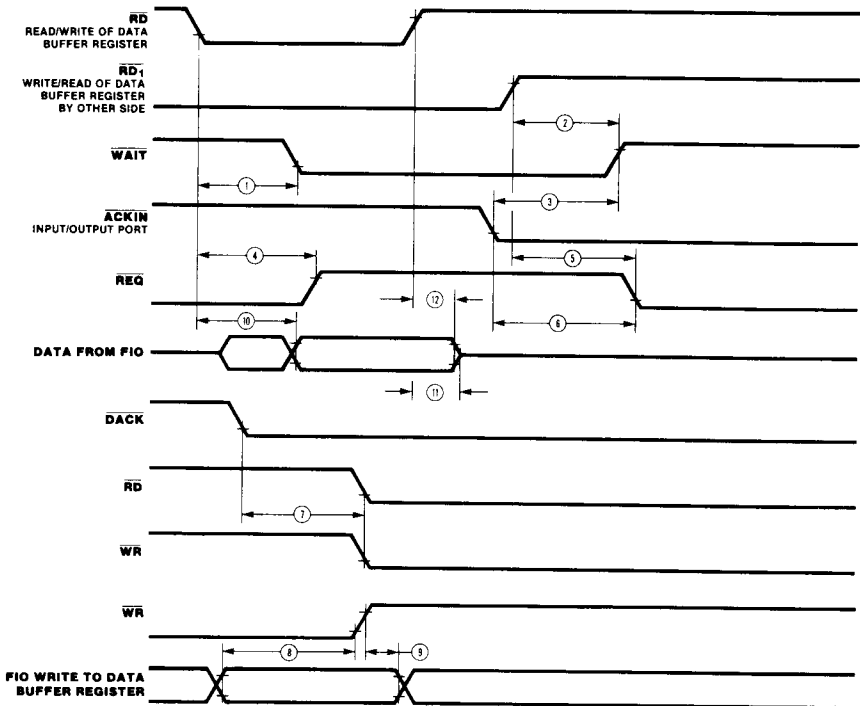 RD
READ/WRITE OF DATA
BUFFER REGISTER
RD1
WRITE/READ OF DATA
BUFFER REGISTER
BY OTHER SIDE
2
WAIT
1
3
ACKIN
INPUT/OUTPUT PORT
4
5
REQ
12
10
6
DATA FROM FIO
11
DACK
RD
7
WR
WR
8
9
FIO WRITE TO DATA
BUFFER REGISTER